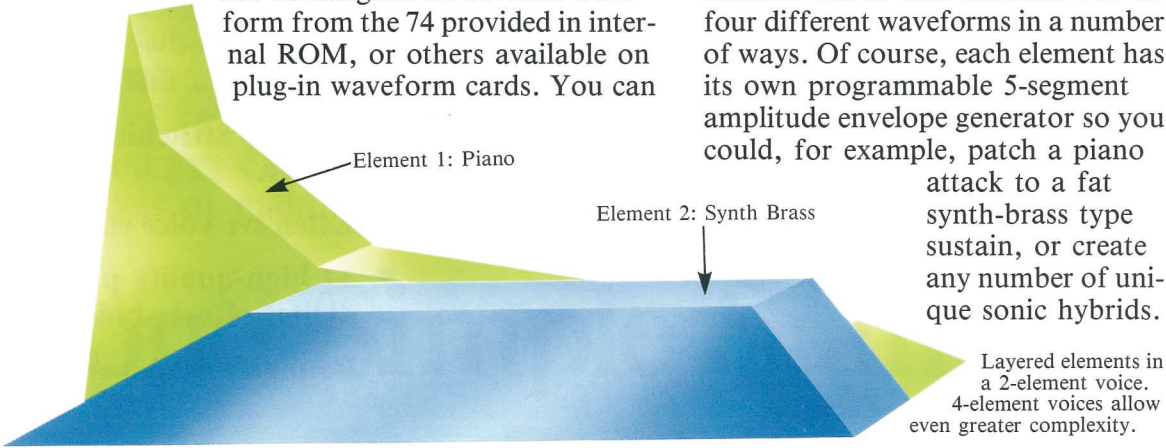 form from the 74 provided in inter-
nal ROM, or others available on
plug-in waveform cards. You can
four different waveforms in a number
of ways. Of course, each element has
its own programmable 5-segment
amplitude envelope generator so you
could, for example, patch a piano
attack to a fat
synth-brass type
sustain, or create
any number of uni-
que sonic hybrids.
Element 1: Piano
Element 2: Synth Brass
Layered elements in
a 2-element voice.
4-element voices allow
even greater complexity.